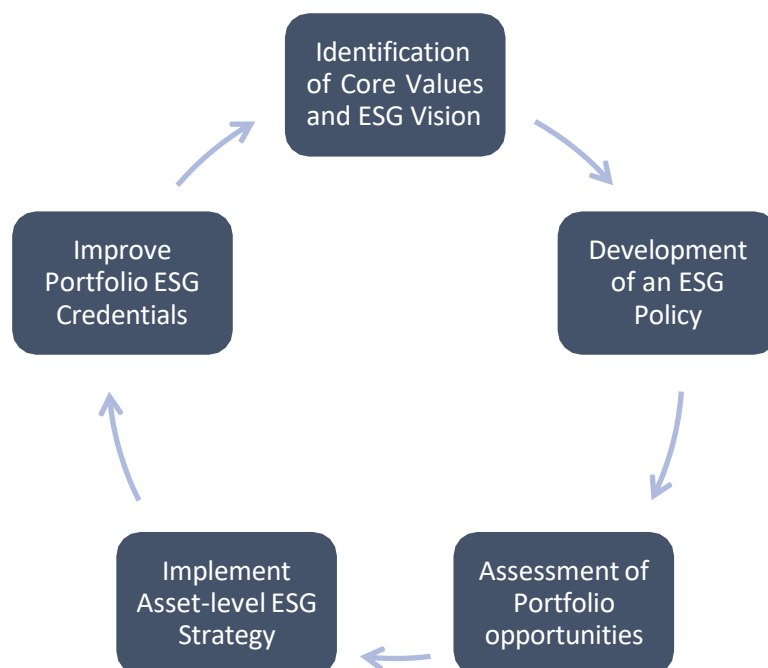 Identification
of Core Values
and ESG Vision
Development
of an ESG
Policy
Assessment of
Portfolio
opportunities
Implement
Asset-level ESG
Strategy
Improve
Portfolio ESG
Credentials